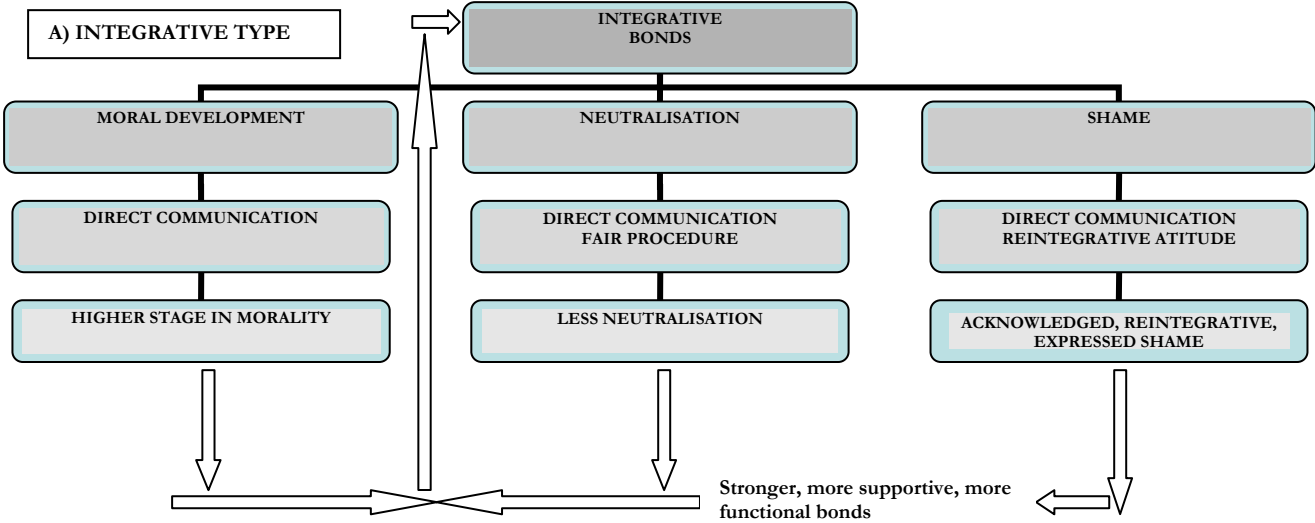 A) INTEGRATIVE TYPE
INTEGRATIVE
BONDS
MORAL DEVELOPMENT
NEUTRALISATION
SHAME
DIRECT COMMUNICATION
DIRECT COMMUNICATION
FAIR PROCEDURE
DIRECT COMMUNICATION
REINTEGRATIVE ATITUDE
HIGHER STAGE IN MORALITY
LESS NEUTRALISATION
ACKNOWLEDGED, REINTEGRATIVE,
EXPRESSED SHAME
Stronger, more supportive, more
functional bonds